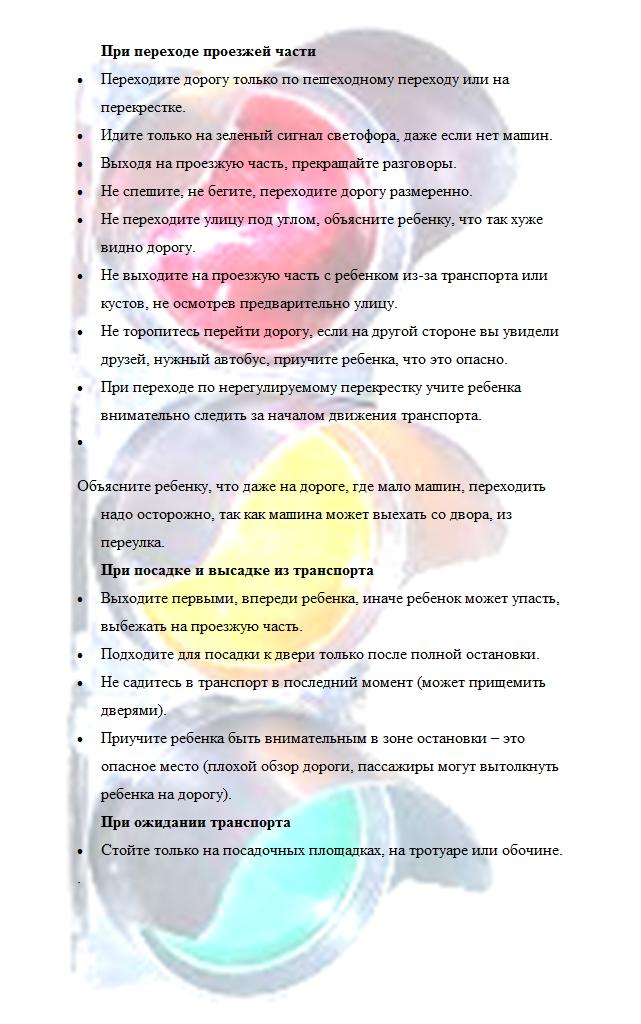 При переходе проезжей части
• Переходите дорогу только по пешеходному переходу или на
перекрестке.
• Идите только на зеленый сигнал светофора, даже если нет машин.
• Выходя на проезжую часть, прекращайте разговоры.
• Не спешите, не бегите, переходите дорогу размеренно.
• Не переходите улицу под углом, объясните ребенку, что так хуже
видно дорогу.
• Не выходите на проезжую часть с ребенком из-за транспорта или
кустов, не осмотрев предварительно улицу.
• Не торопитесь перейти дорогу, если на другой стороне вы увидели
друзей, нужный автобус, приучите ребенка, что это опасно.
• При переходе по нерегулируемому перекрестку учите ребенка
внимательно следить за началом движения транспорта.
•
Объясните ребенку, что даже на дороге, где мало машин, переходить
надо осторожно, так как машина может выехать со двора, из
переулка.
При посадке и высадке из транспорта
• Выходите первыми, впереди ребенка, иначе ребенок может упасть,
выбежать на проезжую часть.
• Подходите для посадки к двери только после полной остановки.
• Не садитесь в транспорт в последний момент (может прищемить
дверями).
• Приучите ребенка быть внимательным в зоне остановки – это
опасное место (плохой обзор дороги, пассажиры могут вытолкнуть
ребенка на дорогу).
При ожидании транспорта
• Стойте только на посадочных площадках, на тротуаре или обочине.
.